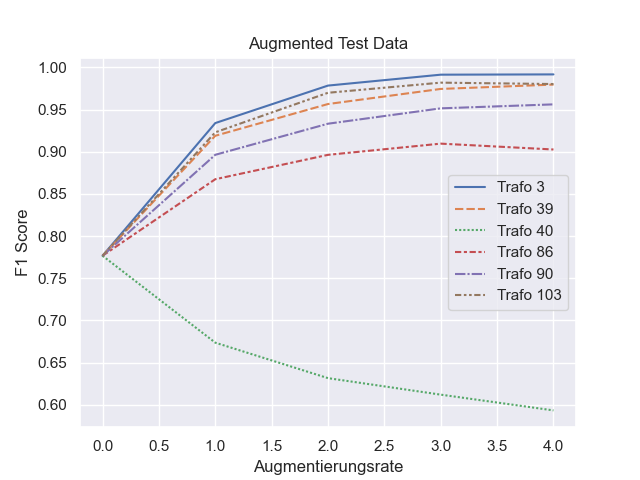 Augmented Test Data
1.00
0.95
0.90
0.85
0.80
0.75
0.70
0.65
0.60
F1 Score
Trafo 3
Trafo 39
Trafo 40
Trafo 86
Trafo 90
Trafo 103
0.0 0.5 1.0 1.5 2.0 2.5 3.0 3.5 4.0
Augmentierungsrate